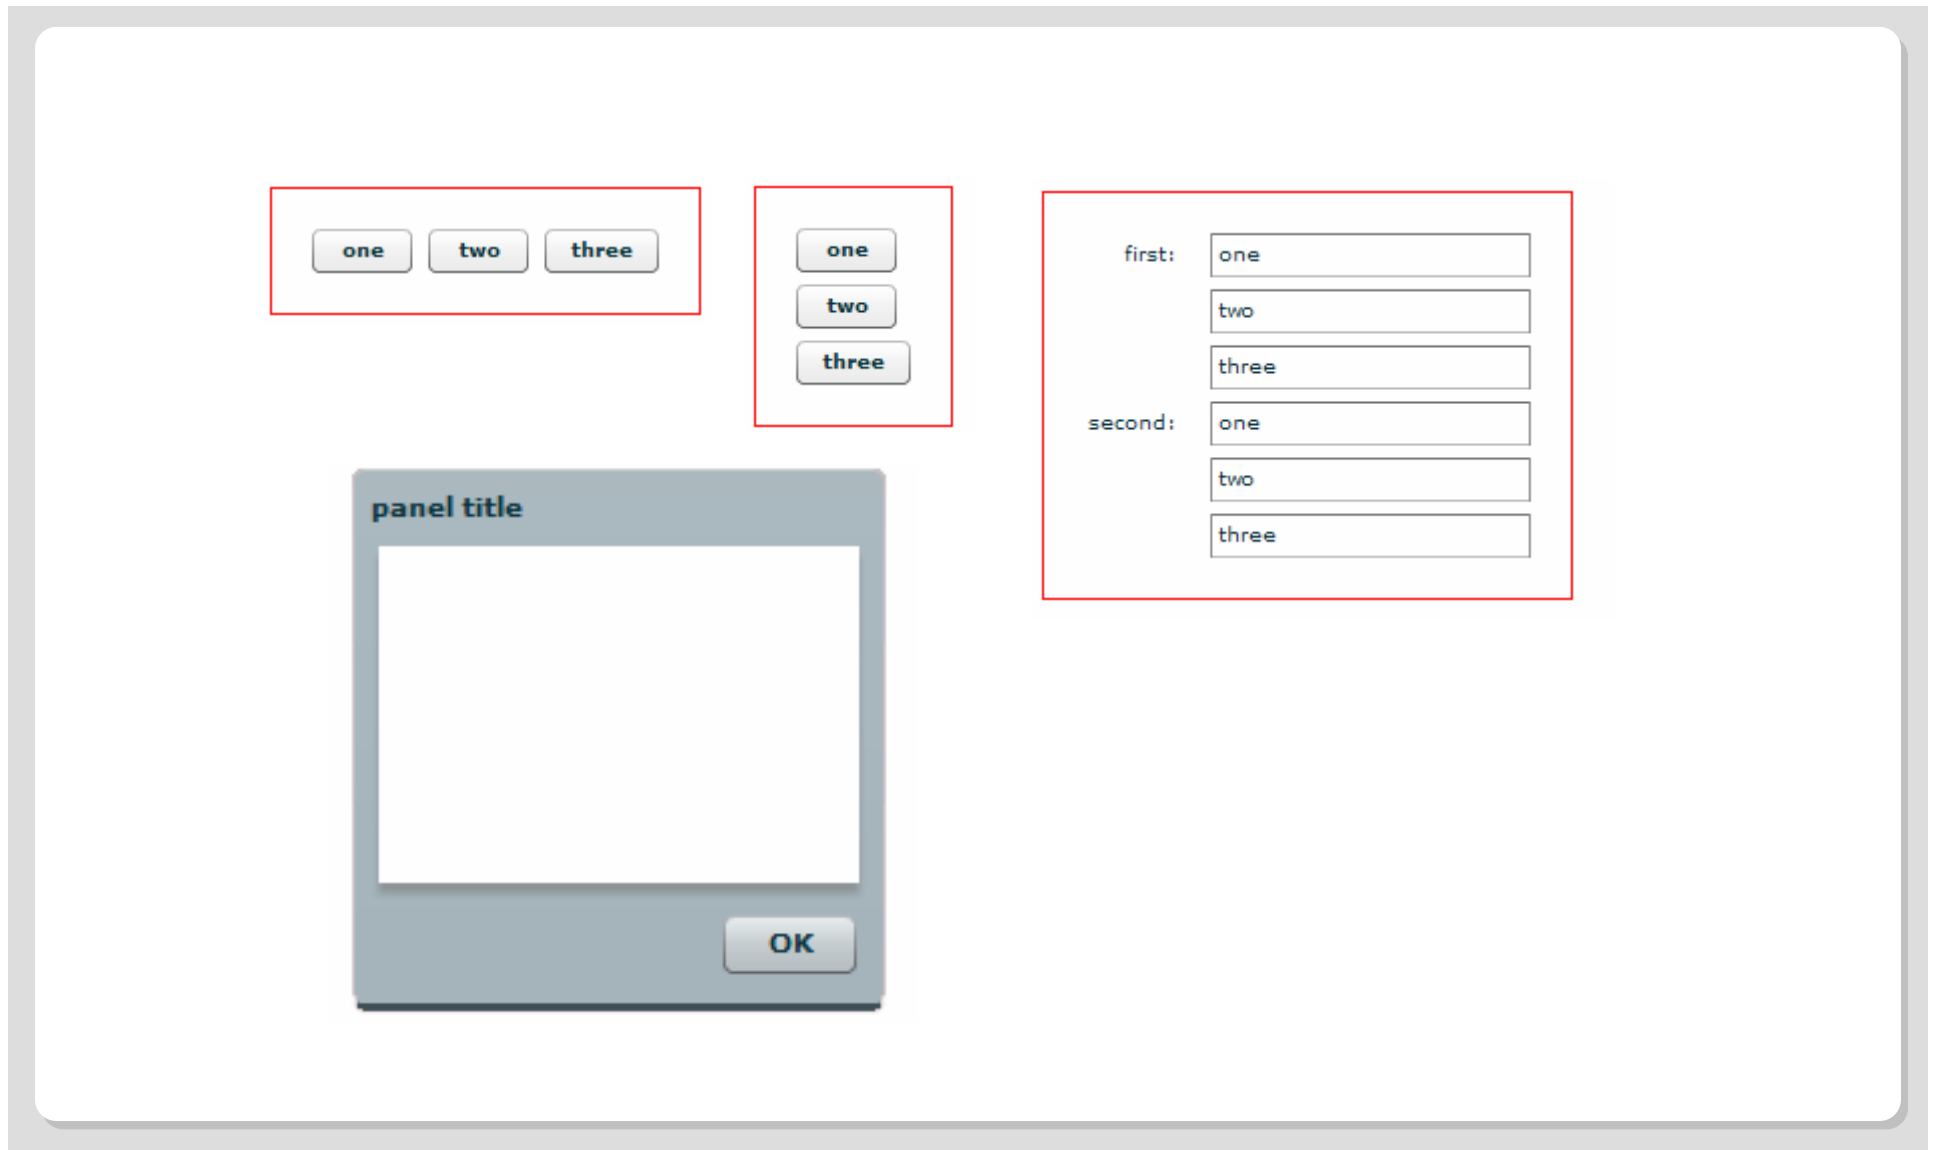 one two three
one
two
three
first: one
two
three
second: one
two
three
panel title
OK